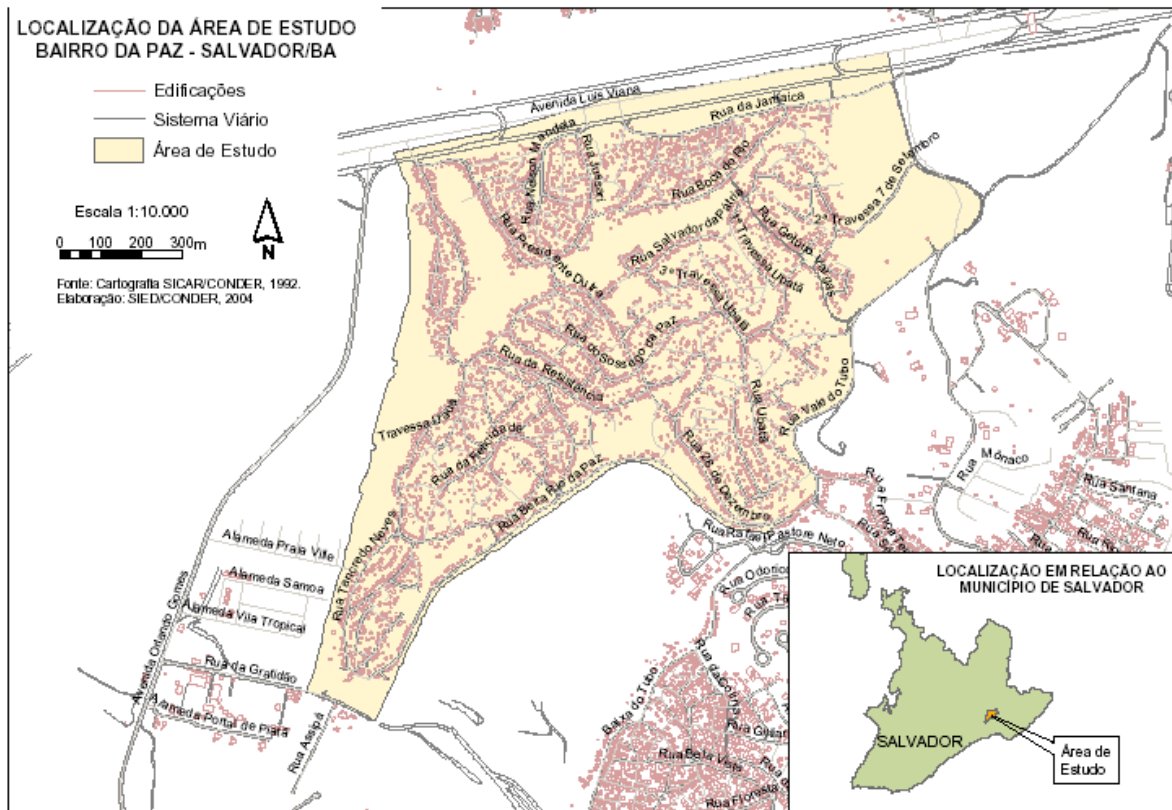 LOCALIZAÇÃO DA ÁREA DE ESTUDO
BAIRRO DA PAZ - SALVADOR/BA
Edificações
Sistema Viário
Área de Estudo
Escala 1:10.000
0 100 200 300m
N
Fonte: Cartografia SICAR/CONDER, 1992.
Elaboração: SIED/CONDER, 2004
Avenida Luis Viana
Rua da Jamaica
Rua Nelson Mandela
Rua Jussari
Rua Boca do Rio
2ª Travessa 7 de Setembro
Rua Presidente Dutra
Rua Salvador da Pátria
Rua Getúlio Vargas
1ª Travessa Ubatã
3ª Travessa Ubatã
Rua do Sossego da Paz
Rua da Resistência
Rua Ubatã
Rua Vale do Tubo
Travessa
Rua da Felicidade
Rua 28 de Dezembro
Rua Beira Rio da Paz
Rua Mônaco
Rua Santana
Rua Rafael Pastore Neto
Rua Tancredo Neves
Alameda Praia Ville
Alameda Samoa
Alameda Vila Tropical
Avenida Orlando Gomes
Rua da Gratidão
Alameda Portal de Piatã
Rua Assipá
Baixa do Tubo
Rua Bela Vista
Rua Floresta
LOCALIZAÇÃO EM RELAÇÃO AO
MUNICÍPIO DE SALVADOR
SALVADOR
Área de
Estudo